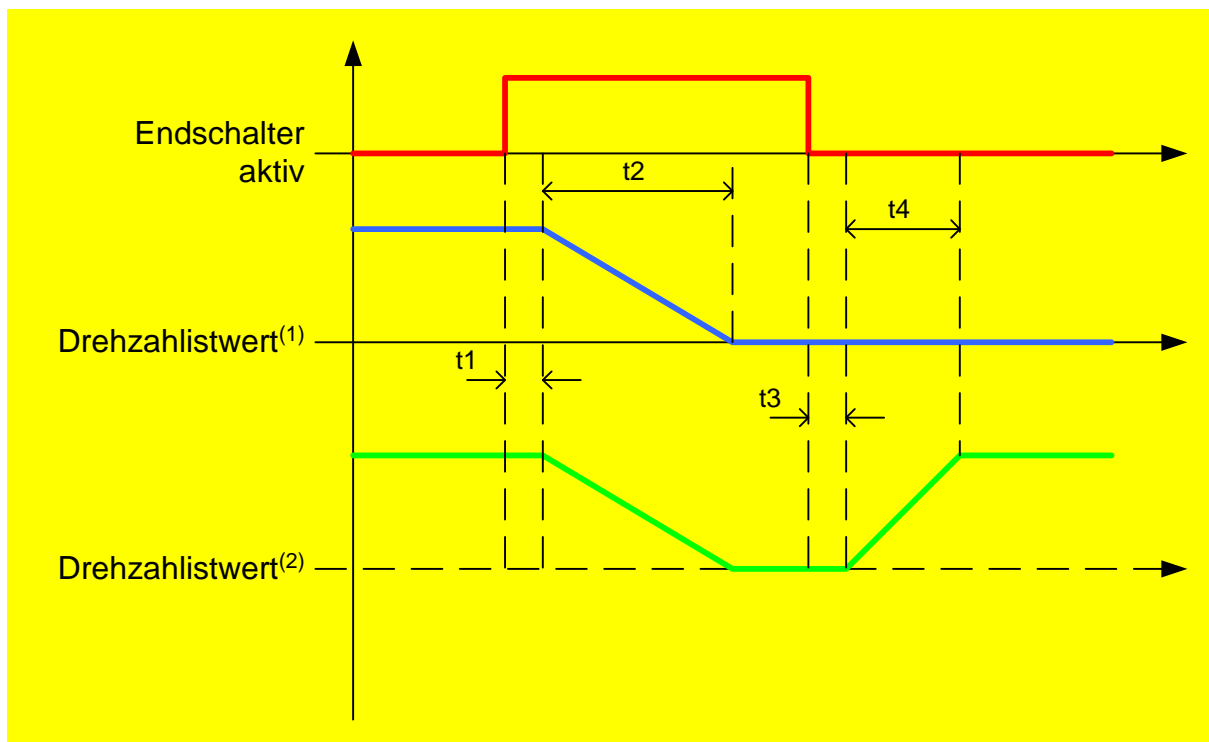 Endschalter
aktiv
t2
t4
Drehzahlistwert(1)
t1
t3
Drehzahlistwert(2)